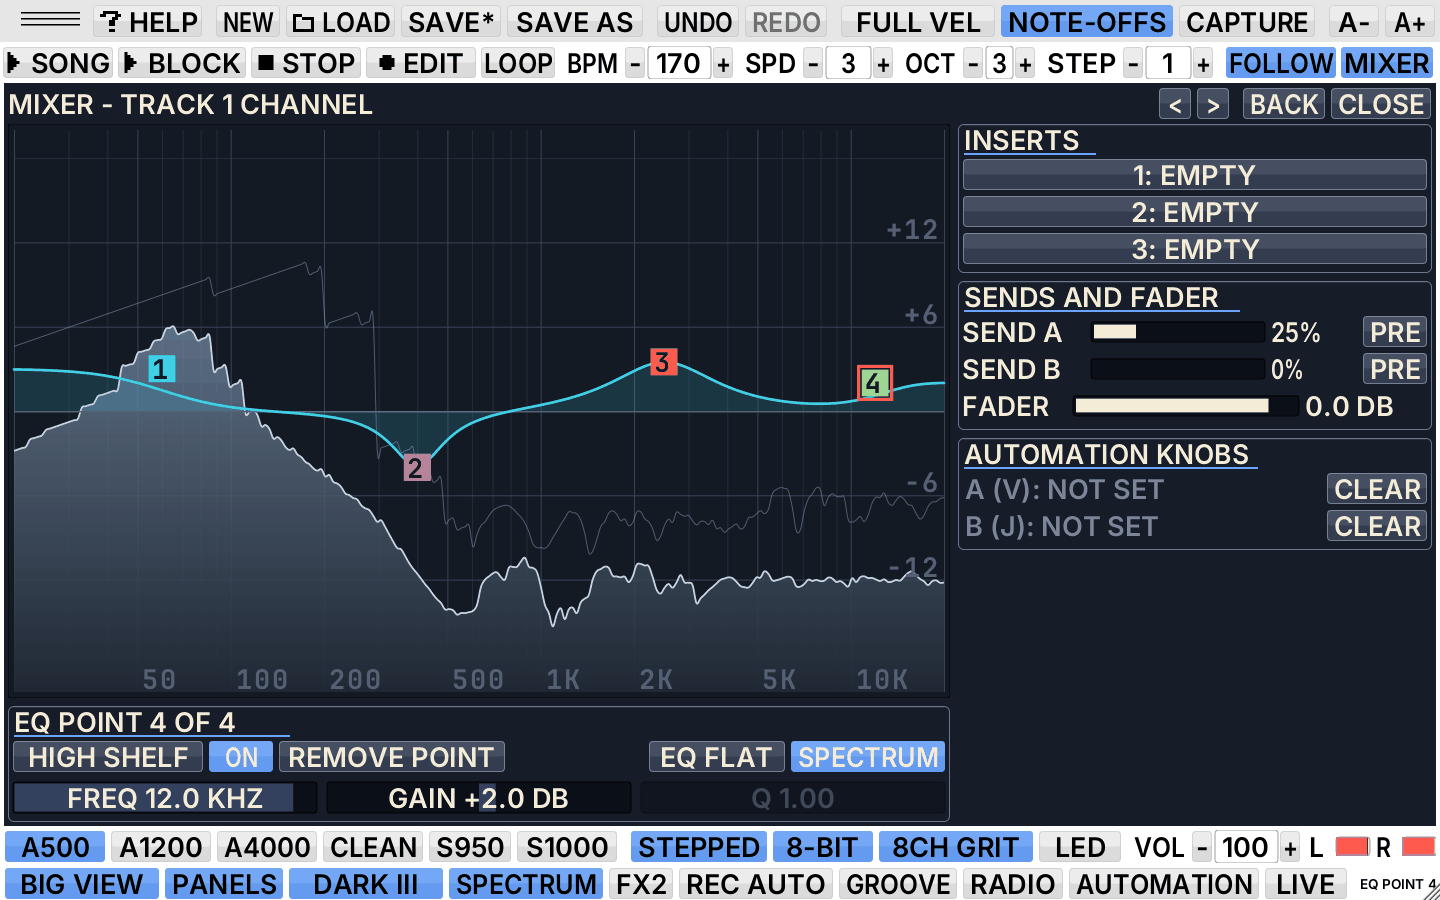 ? HELP NEW LOAD SAVE* SAVE AS UNDO REDO FULL VEL NOTE-OFFS CAPTURE A- A+
SONG BLOCK STOP EDIT LOOP BPM - 170 + SPD - 3 + OCT - 3 + STEP - 1 + FOLLOW MIXER
MIXER - TRACK 1 CHANNEL < > BACK CLOSE
INSERTS
1: EMPTY
2: EMPTY
3: EMPTY
SENDS AND FADER
SEND A 25% PRE
SEND B 0% PRE
FADER 0.0 DB
AUTOMATION KNOBS
A (V): NOT SET CLEAR
B (J): NOT SET CLEAR
+12
+6
-6
-12
1
2
3
4
50 100 200 500 1K 2K 5K 10K
EQ POINT 4 OF 4
HIGH SHELF ON REMOVE POINT EQ FLAT SPECTRUM
FREQ 12.0 KHZ GAIN +2.0 DB Q 1.00
A500 A1200 A4000 CLEAN S950 S1000 STEPPED 8-BIT 8CH GRIT LED VOL - 100 + L R
BIG VIEW PANELS DARK III SPECTRUM FX2 REC AUTO GROOVE RADIO AUTOMATION LIVE EQ POINT 4